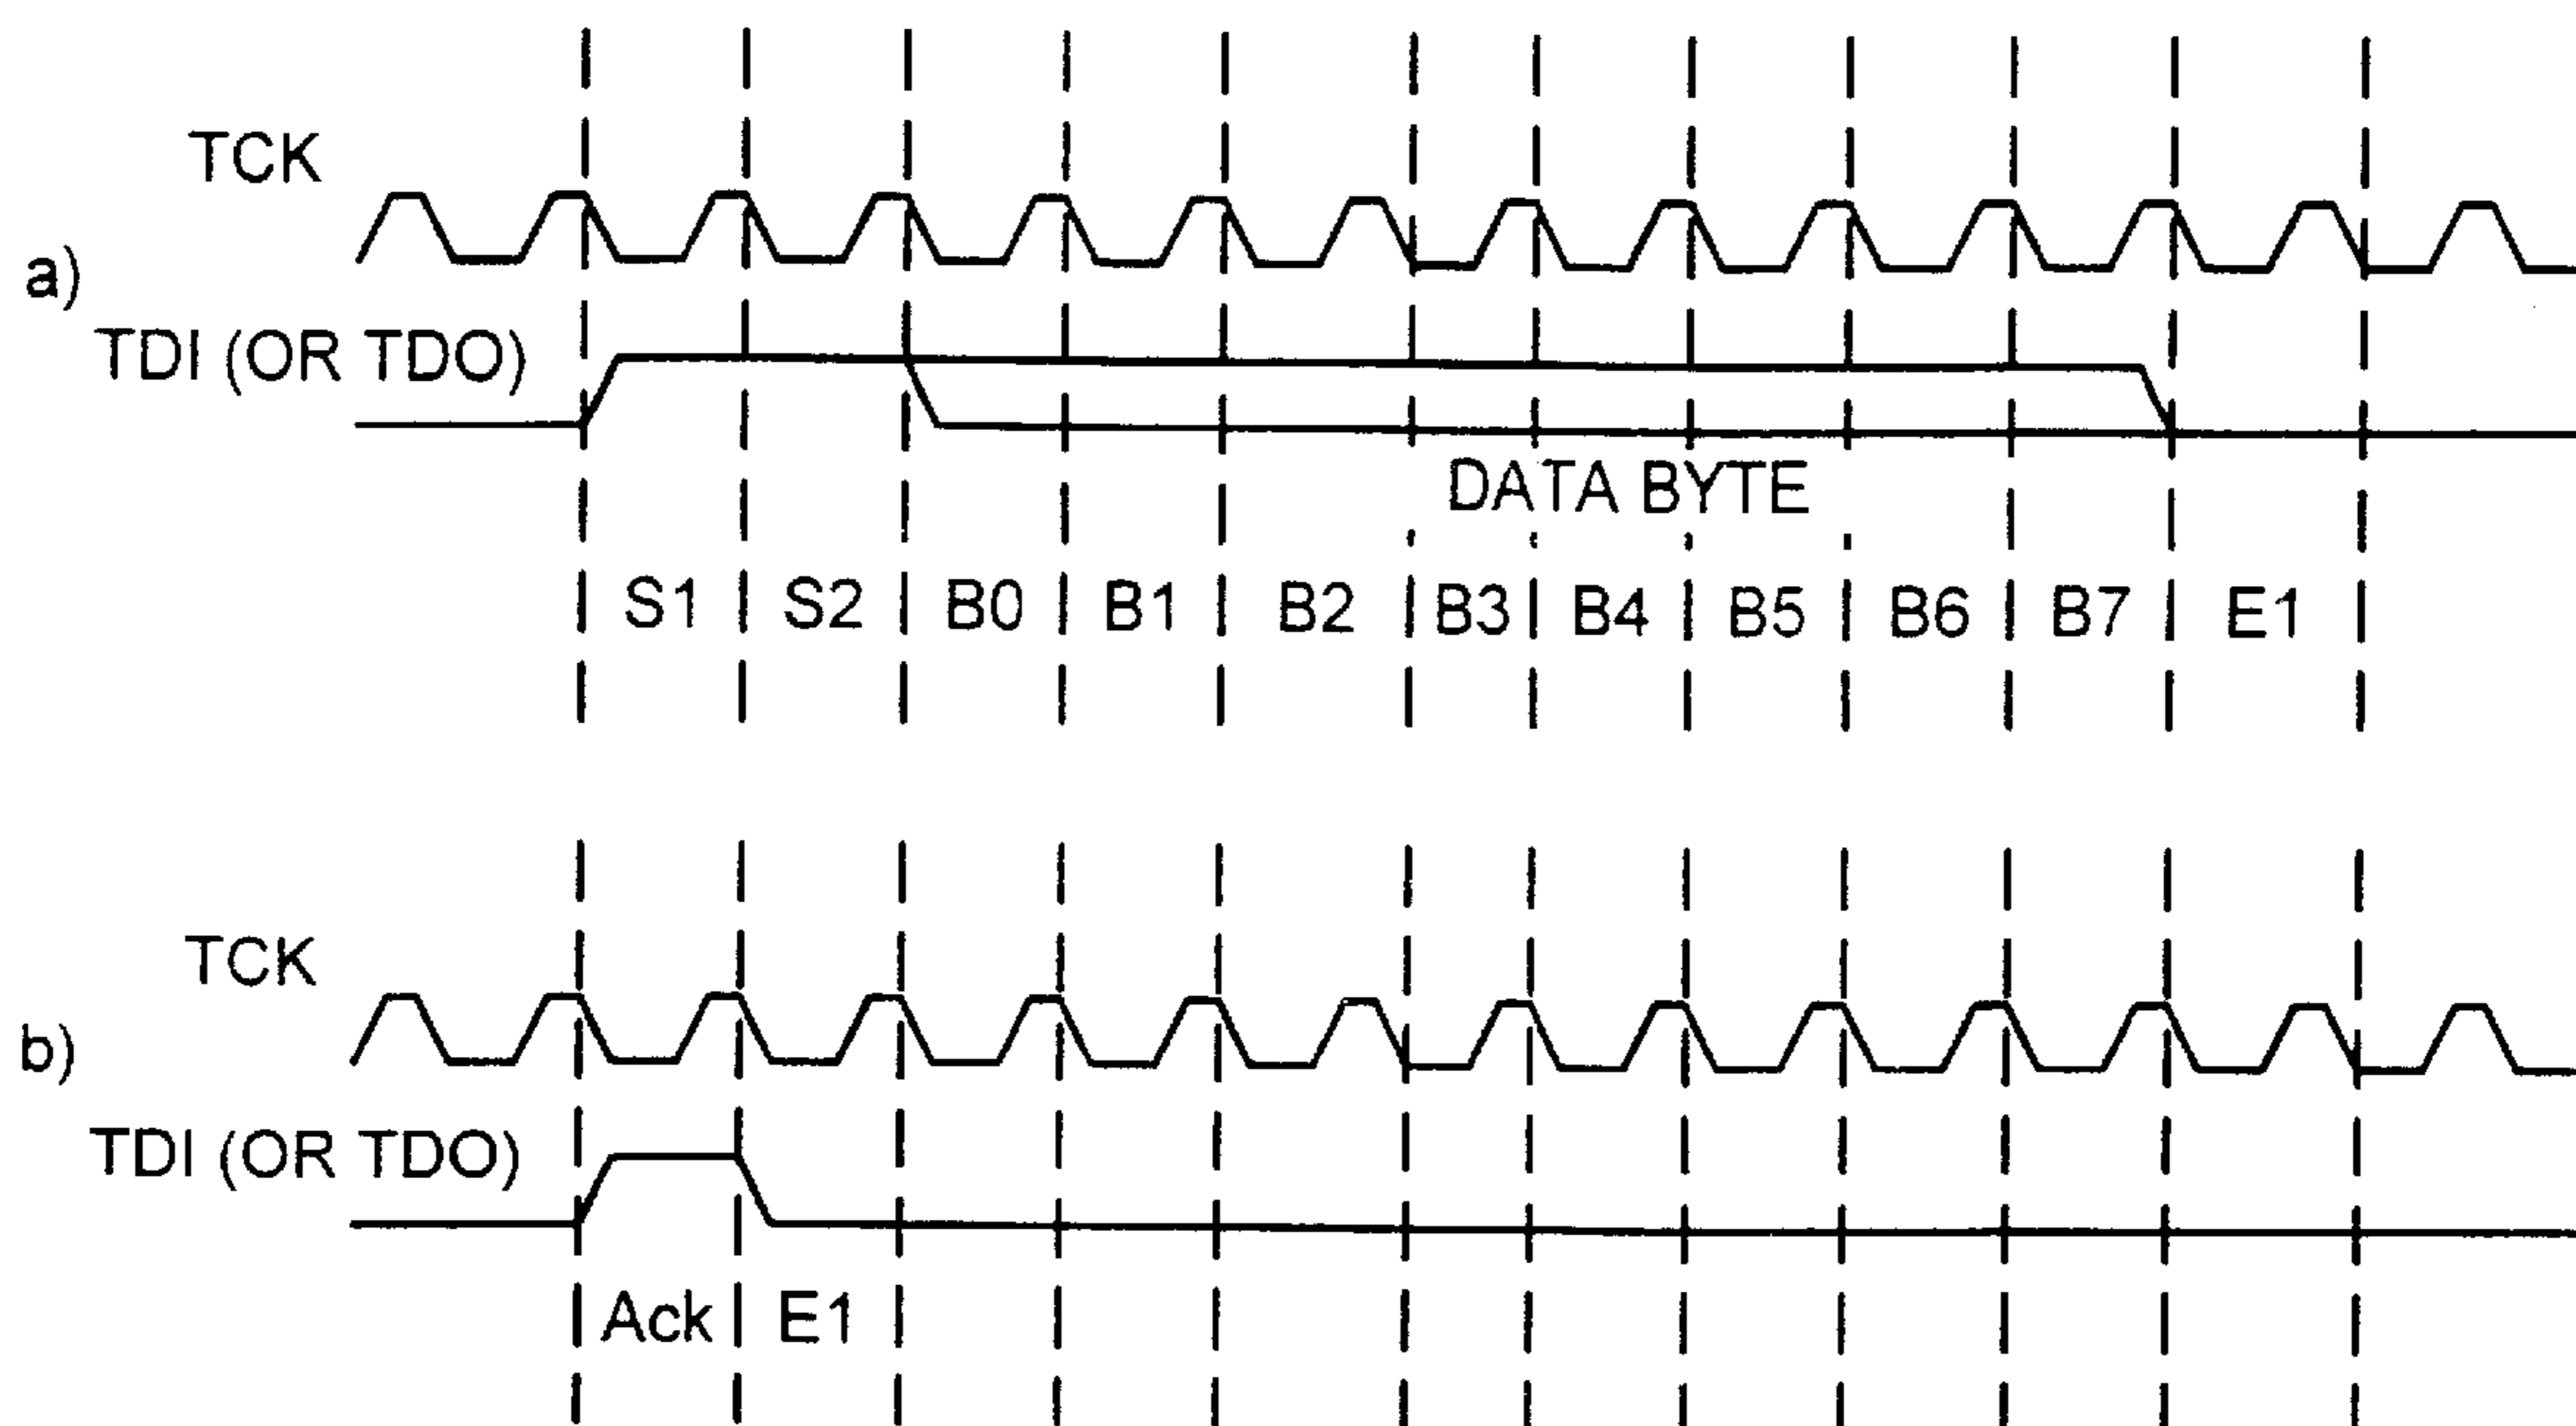 TCK
a)
TDI (OR TDO)
DATA BYTE
S1 S2 B0 B1 B2 B3 B4 B5 B6 B7 E1
TCK
b)
TDI (OR TDO)
Ack E1